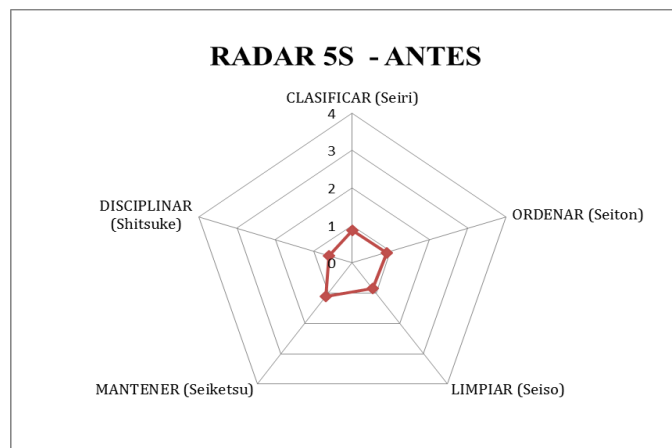 RADAR 5S - ANTES
CLASIFICAR (Seiri)
4
3
2
1
0
DISCIPLINAR
(Shitsuke)
ORDENAR (Seiton)
MANTENER (Seiketsu)
LIMPIAR (Seiso)